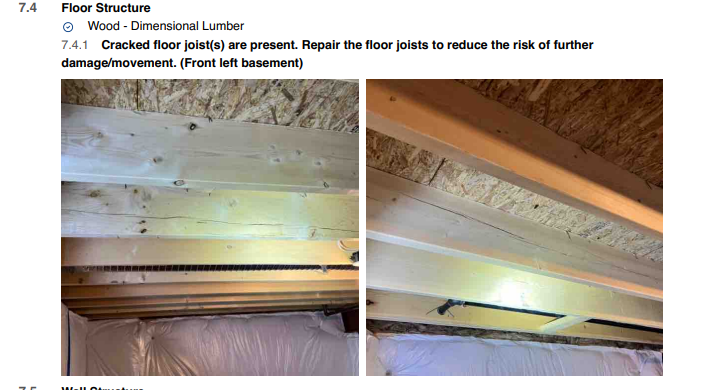 7.4 Floor Structure
Wood - Dimensional Lumber
7.4.1 Cracked floor joist(s) are present. Repair the floor joists to reduce the risk of further
damage/movement. (Front left basement)